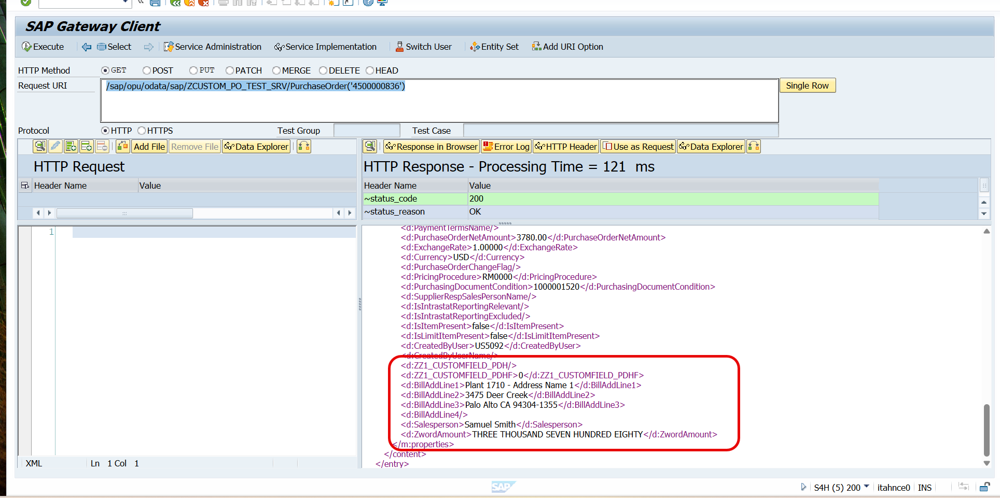 SAP Gateway Client
Execute Select Service Administration Service Implementation Switch User Entity Set Add URI Option
HTTP Method GET POST PUT PATCH MERGE DELETE HEAD
Request URI /sap/opu/odata/sap/ZCUSTOM_PO_TEST_SRV/PurchaseOrder('4500000836') Single Row
Protocol HTTP HTTPS Test Group Test Case
Add File Remove File Data Explorer Response in Browser Error Log HTTP Header Use as Request Data Explorer
HTTP Request
Header Name Value
1
HTTP Response - Processing Time = 121 ms
Header Name Value
~status_code 200
~status_reason OK
<d:PaymentTermsName/>
<d:PurchaseOrderNetAmount>3780.00</d:PurchaseOrderNetAmount>
<d:ExchangeRate>1.00000</d:ExchangeRate>
<d:Currency>USD</d:Currency>
<d:PurchaseOrderChangeFlag/>
<d:PricingProcedure>RM0000</d:PricingProcedure>
<d:PurchasingDocumentCondition>1000001520</d:PurchasingDocumentCondition>
<d:SupplierRespSalesPersonName/>
<d:IsIntrastatReportingRelevant/>
<d:IsIntrastatReportingExcluded/>
<d:IsItemPresent>false</d:IsItemPresent>
<d:IsLimitItemPresent>false</d:IsLimitItemPresent>
<d:CreatedByUser>US5092</d:CreatedByUser>
<d:CreatedByUserName/>
<d:ZZ1_CUSTOMFIELD_PDH/>
<d:ZZ1_CUSTOMFIELD_PDHF>0</d:ZZ1_CUSTOMFIELD_PDHF>
<d:BillAddLine1>Plant 1710 - Address Name 1</d:BillAddLine1>
<d:BillAddLine2>3475 Deer Creek</d:BillAddLine2>
<d:BillAddLine3>Palo Alto CA 94304-1355</d:BillAddLine3>
<d:BillAddLine4/>
<d:Salesperson>Samuel Smith</d:Salesperson>
<d:ZwordAmount>THREE THOUSAND SEVEN HUNDRED EIGHTY</d:ZwordAmount>
</m:properties>
</content>
</entry>
XML Ln 1 Col 1
SAP S4H (5) 200 itahnce0 INS